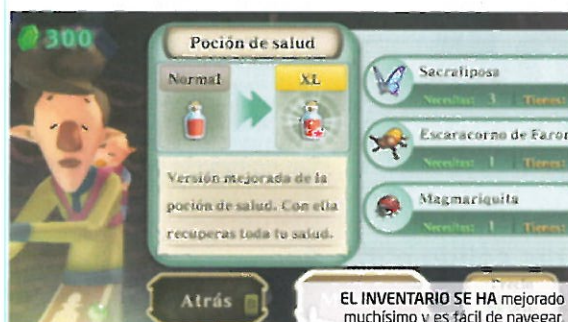 300
Poción de salud
Normal
XL
Versión mejorada de la
poción de salud. Con ella
recuperas toda tu salud.
Sacraliposa
Necesitas: 3 Tienes:
Escaracorno de Faron
Necesitas: 1 Tienes:
Magmariquita
Necesitas: 1 Tienes:
Atrás
EL INVENTARIO SE HA mejorado
muchísimo y es fácil de navegar.